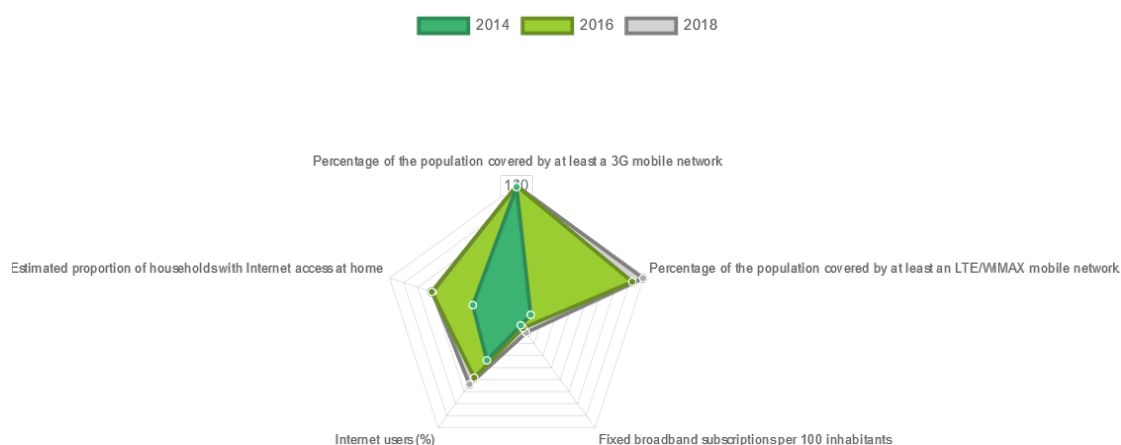 2014 2016 2018
Percentage of the population covered by at least a 3G mobile network
Estimated proportion of households with Internet access at home
Percentage of the population covered by at least an LTE/WIMAX mobile network
Internet users (%)
Fixed broadband subscriptions per 100 inhabitants